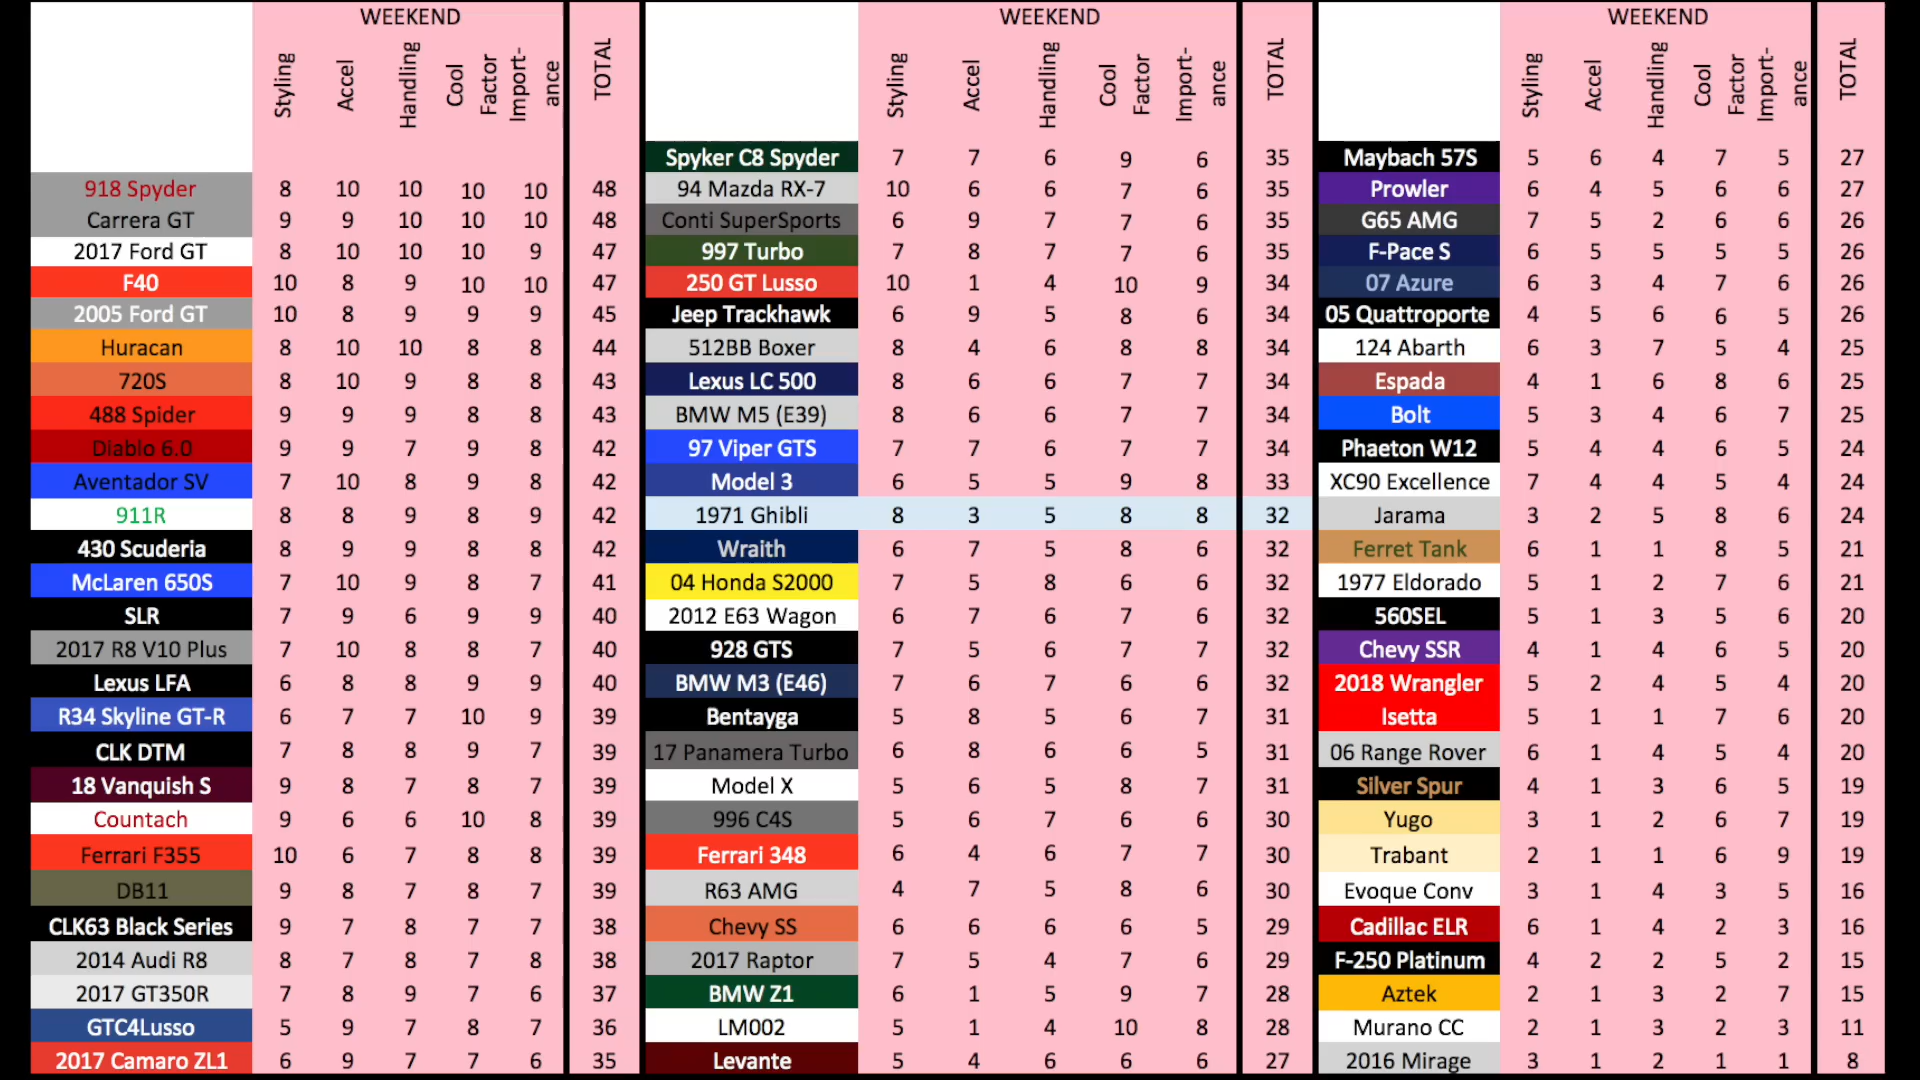 WEEKEND
Styling Accel Handling Cool Factor Import-ance TOTAL
918 Spyder 8 10 10 10 10 48
Carrera GT 9 9 10 10 10 48
2017 Ford GT 8 10 10 10 9 47
F40 10 8 9 10 10 47
2005 Ford GT 10 8 9 9 9 45
Huracan 8 10 10 8 8 44
720S 8 10 9 8 8 43
488 Spider 9 9 9 8 8 43
Diablo 6.0 9 9 7 9 8 42
Aventador SV 7 10 8 9 8 42
911R 8 8 9 8 9 42
430 Scuderia 8 9 9 8 8 42
McLaren 650S 7 10 9 8 7 41
SLR 7 9 6 9 9 40
2017 R8 V10 Plus 7 10 8 8 7 40
Lexus LFA 6 8 8 9 9 40
R34 Skyline GT-R 6 7 7 10 9 39
CLK DTM 7 8 8 9 7 39
18 Vanquish S 9 8 7 8 7 39
Countach 9 6 6 10 8 39
Ferrari F355 10 6 7 8 8 39
DB11 9 8 7 8 7 39
CLK63 Black Series 9 7 8 7 7 38
2014 Audi R8 8 7 8 7 8 38
2017 GT350R 7 8 9 7 6 37
GTC4Lusso 5 9 7 8 7 36
2017 Camaro ZL1 6 9 7 7 6 35
WEEKEND
Styling Accel Handling Cool Factor Import-ance TOTAL
Spyker C8 Spyder 7 7 6 9 6 35
94 Mazda RX-7 10 6 6 7 6 35
Conti SuperSports 6 9 7 7 6 35
997 Turbo 7 8 7 7 6 35
250 GT Lusso 10 1 4 10 9 34
Jeep Trackhawk 6 9 5 8 6 34
512BB Boxer 8 4 6 8 8 34
Lexus LC 500 8 6 6 7 7 34
BMW M5 (E39) 8 6 6 7 7 34
97 Viper GTS 7 7 6 7 7 34
Model 3 6 5 5 9 8 33
1971 Ghibli 8 3 5 8 8 32
Wraith 6 7 5 8 6 32
04 Honda S2000 7 5 8 6 6 32
2012 E63 Wagon 6 7 6 7 6 32
928 GTS 7 5 6 7 7 32
BMW M3 (E46) 7 6 7 6 6 32
Bentayga 5 8 5 6 7 31
17 Panamera Turbo 6 8 6 6 5 31
Model X 5 6 5 8 7 31
996 C4S 5 6 7 6 6 30
Ferrari 348 6 4 6 7 7 30
R63 AMG 4 7 5 8 6 30
Chevy SS 6 6 6 6 5 29
2017 Raptor 7 5 4 7 6 29
BMW Z1 6 1 5 9 7 28
LM002 5 1 4 10 8 28
Levante 5 4 6 6 6 27
WEEKEND
Styling Accel Handling Cool Factor Import-ance TOTAL
Maybach 57S 5 6 4 7 5 27
Prowler 6 4 5 6 6 27
G65 AMG 7 5 2 6 6 26
F-Pace S 6 5 5 5 5 26
07 Azure 6 3 4 7 6 26
05 Quattroporte 4 5 6 6 5 26
124 Abarth 6 3 7 5 4 25
Espada 4 1 6 8 6 25
Bolt 5 3 4 6 7 25
Phaeton W12 5 4 4 6 5 24
XC90 Excellence 7 4 4 5 4 24
Jarama 3 2 5 8 6 24
Ferret Tank 6 1 1 8 5 21
1977 Eldorado 5 1 2 7 6 21
560SEL 5 1 3 5 6 20
Chevy SSR 4 1 4 6 5 20
2018 Wrangler 5 2 4 5 4 20
Isetta 5 1 1 7 6 20
06 Range Rover 6 1 4 5 4 20
Silver Spur 4 1 3 6 5 19
Yugo 3 1 2 6 7 19
Trabant 2 1 1 6 9 19
Evoque Conv 3 1 4 3 5 16
Cadillac ELR 6 1 4 2 3 16
F-250 Platinum 4 2 2 5 2 15
Aztek 2 1 3 2 7 15
Murano CC 2 1 3 2 3 11
2016 Mirage 3 1 2 1 1 8